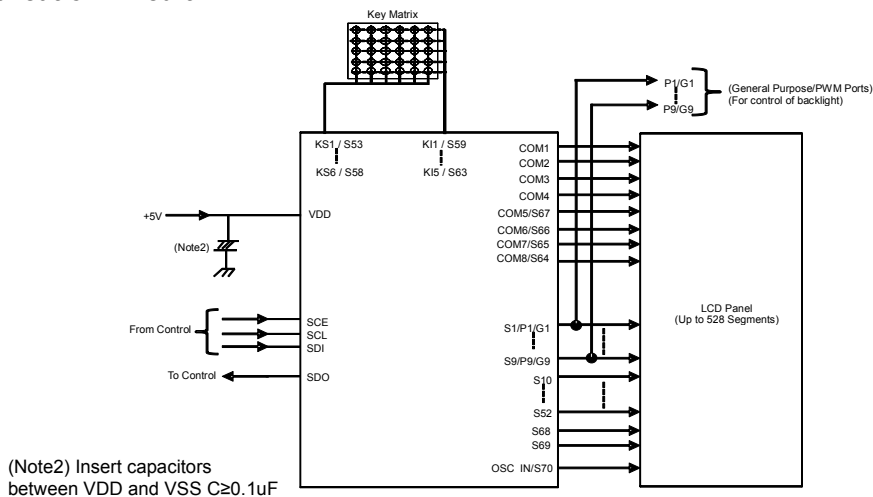 Key Matrix
P1/G1
P9/G9
(General Purpose/PWM Ports)
(For control of backlight)
KS1 / S53
KS6 / S58
KI1 / S59
KI5 / S63
COM1
COM2
COM3
COM4
COM5/S67
COM6/S66
COM7/S65
COM8/S64
+5V
VDD
(Note2)
From Control
SCE
SCL
SDI
To Control
SDO
S1/P1/G1
S9/P9/G9
S10
S52
S68
S69
OSC IN/S70
LCD Panel
(Up to 528 Segments)
(Note2) Insert capacitors
between VDD and VSS C≥0.1uF